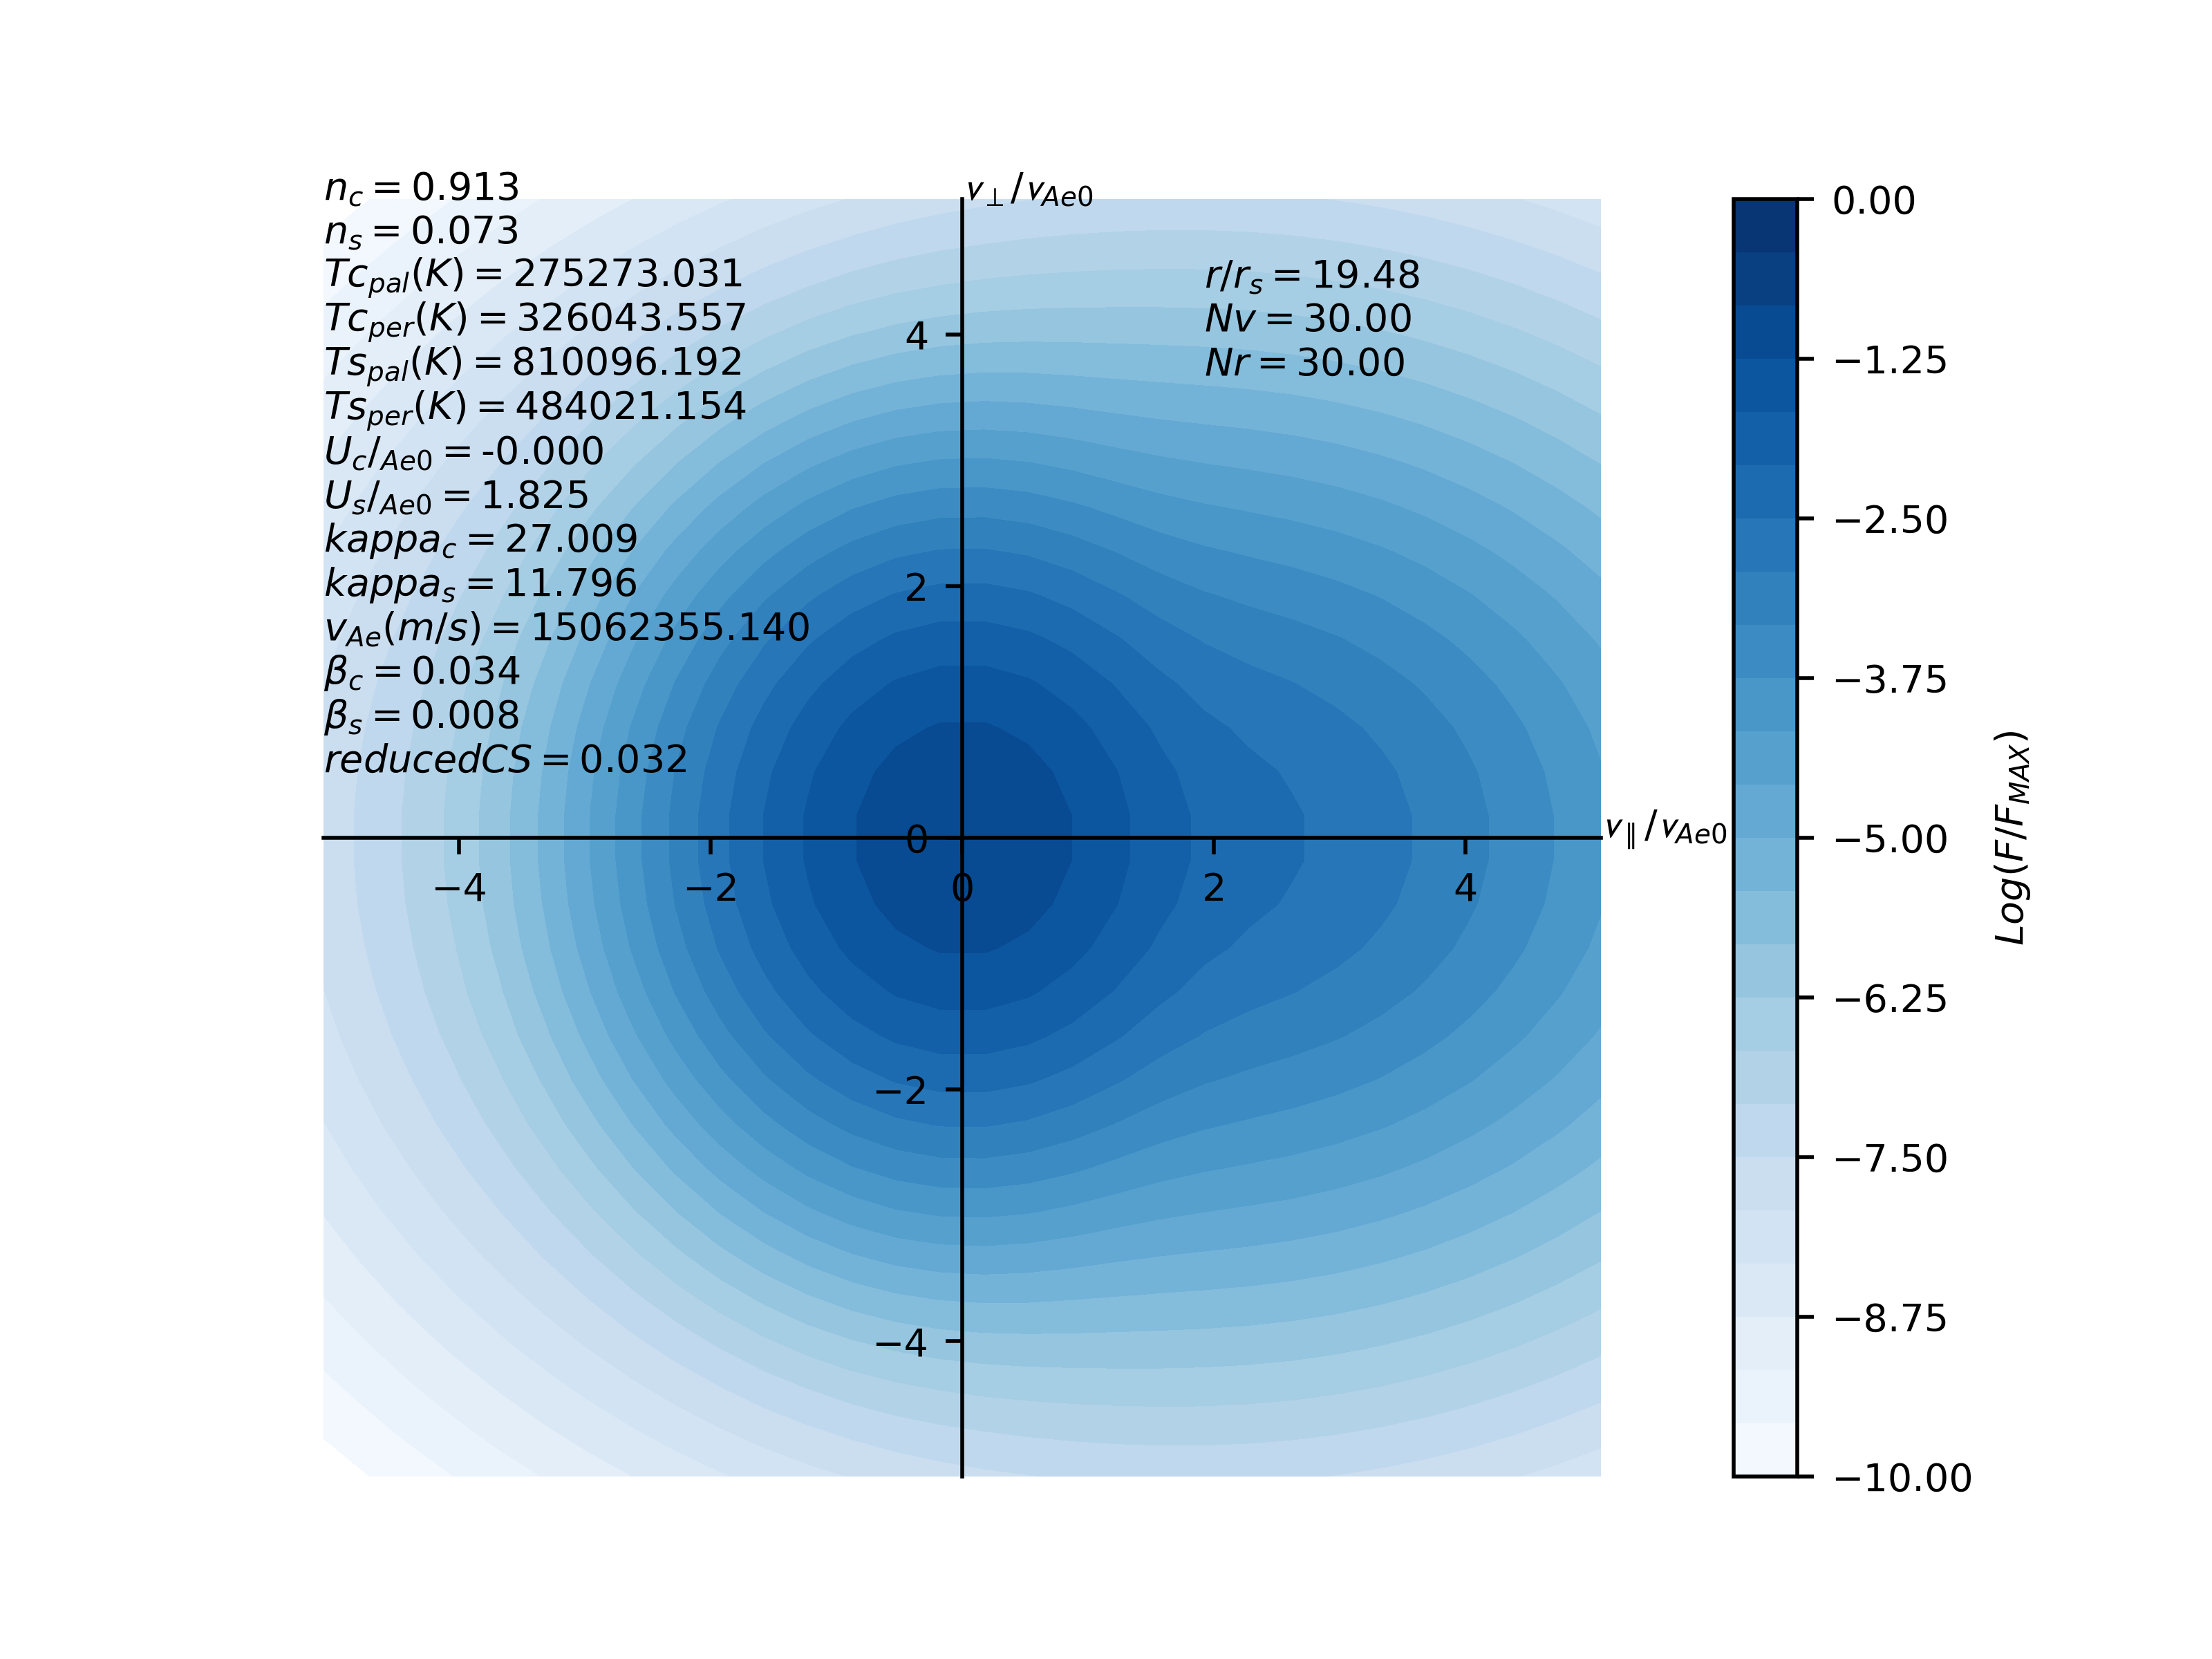 n_c = 0.913
n_s = 0.073
Tc_pal(K) = 275273.031
Tc_per(K) = 326043.557
Ts_pal(K) = 810096.192
Ts_per(K) = 484021.154
U_c/_Ae0 = -0.000
U_s/_Ae0 = 1.825
kappa_c = 27.009
kappa_s = 11.796
v_Ae(m/s) = 15062355.140
β_c = 0.034
β_s = 0.008
reducedCS = 0.032
v_⊥/v_Ae0
r/r_s = 19.48
Nv = 30.00
Nr = 30.00
4
2
0
−2
−4
−4 −2 0 2 4
v_∥/v_Ae0
0.00
−1.25
−2.50
−3.75
−5.00
−6.25
−7.50
−8.75
−10.00
Log(F/F_MAX)